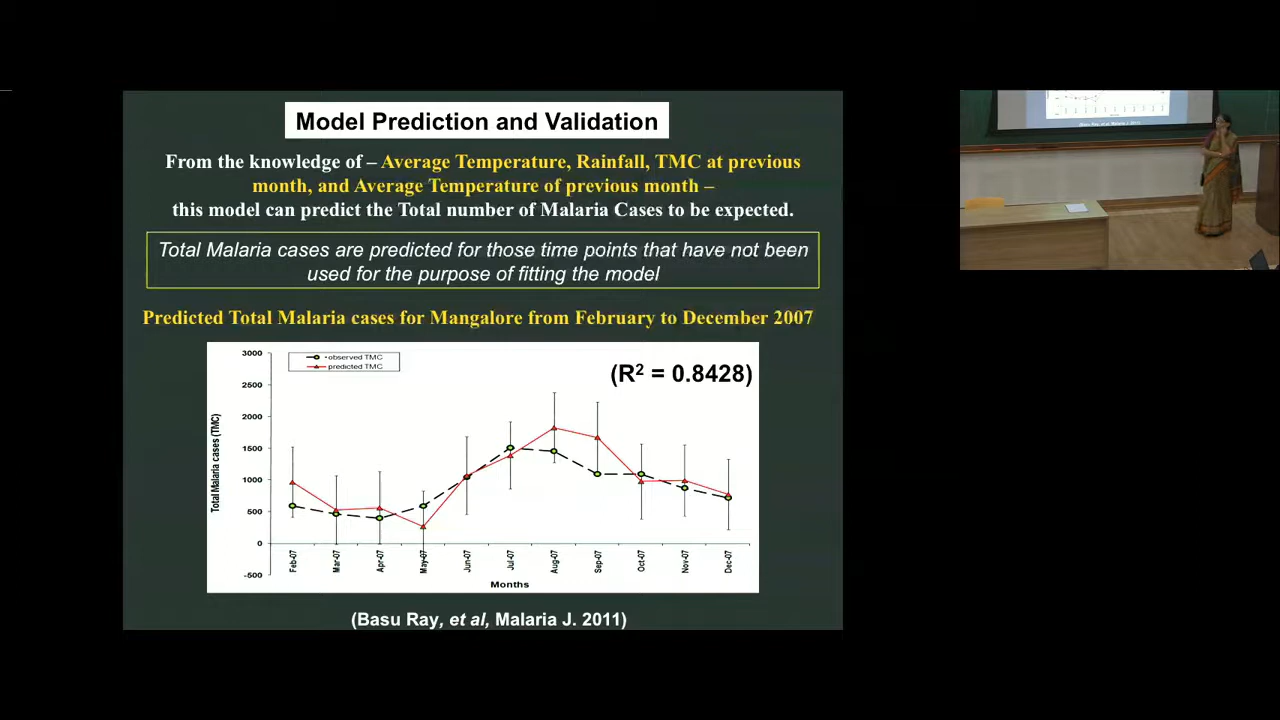 Model Prediction and Validation
From the knowledge of – Average Temperature, Rainfall, TMC at previous
month, and Average Temperature of previous month –
this model can predict the Total number of Malaria Cases to be expected.
Total Malaria cases are predicted for those time points that have not been
used for the purpose of fitting the model
Predicted Total Malaria cases for Mangalore from February to December 2007
observed TMC
predicted TMC
(R² = 0.8428)
Total Malaria cases (TMC)
3000
2500
2000
1500
1000
500
0
-500
Feb-07 Mar-07 Apr-07 May-07 Jun-07 Jul-07 Aug-07 Sep-07 Oct-07 Nov-07 Dec-07
Months
(Basu Ray, et al, Malaria J. 2011)
(Basu Ray, et al, Malaria J. 2011)